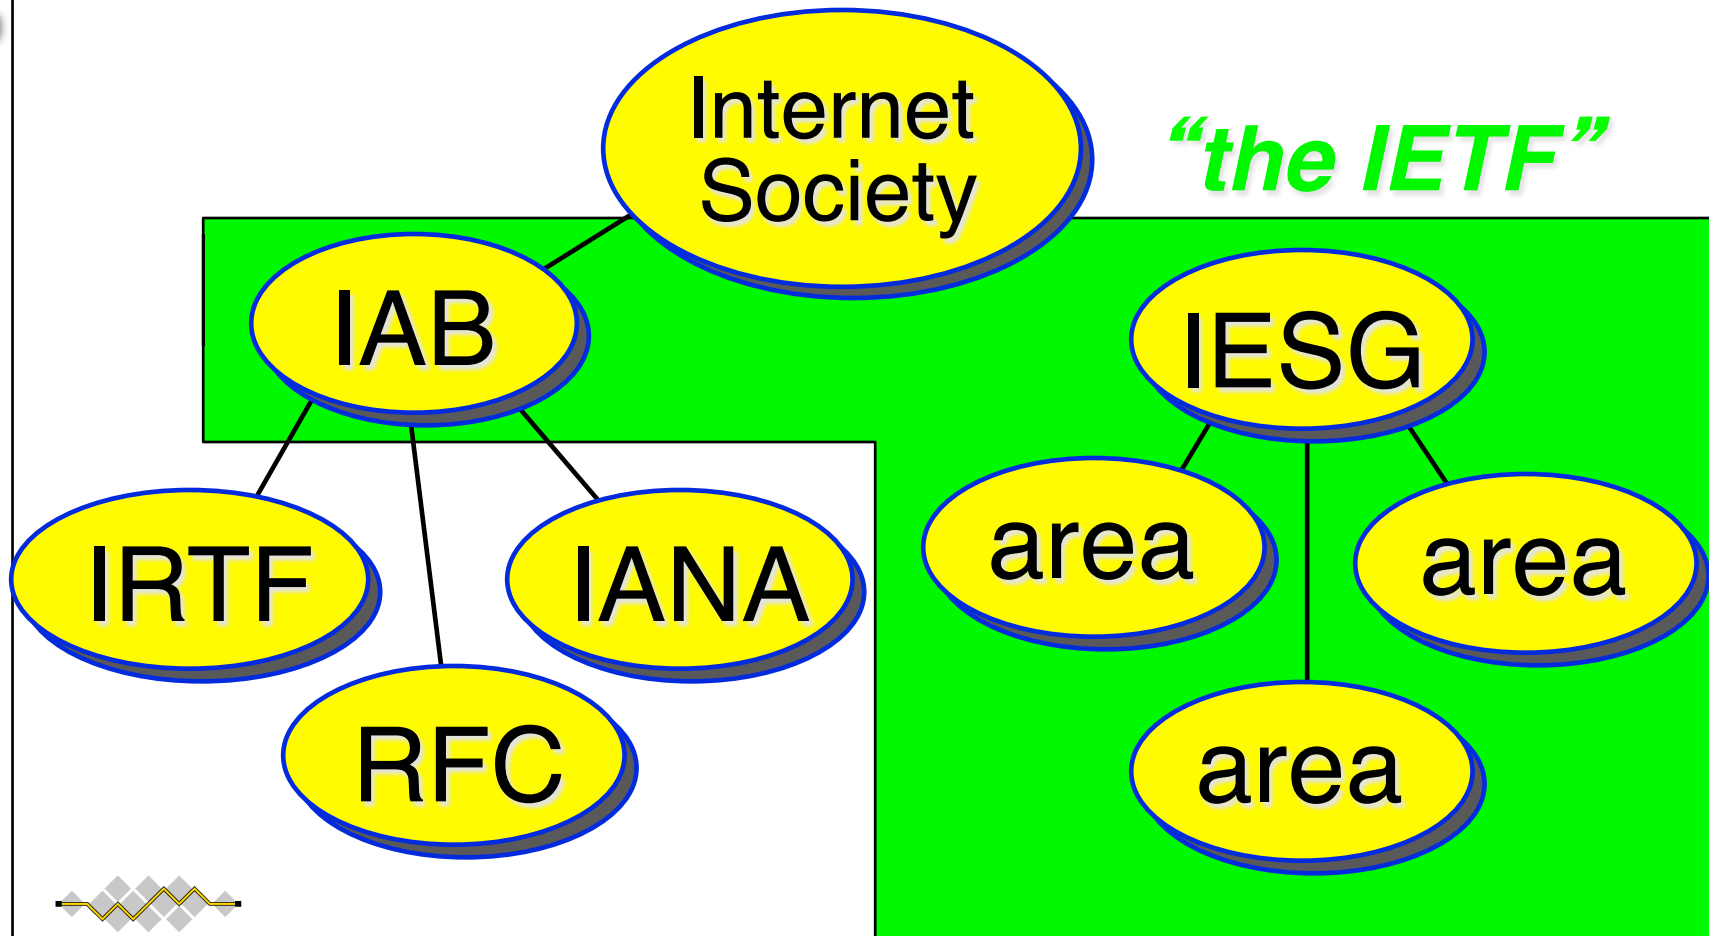 Internet
Society
“the IETF”
IAB
IESG
IRTF
IANA
area
area
RFC
area